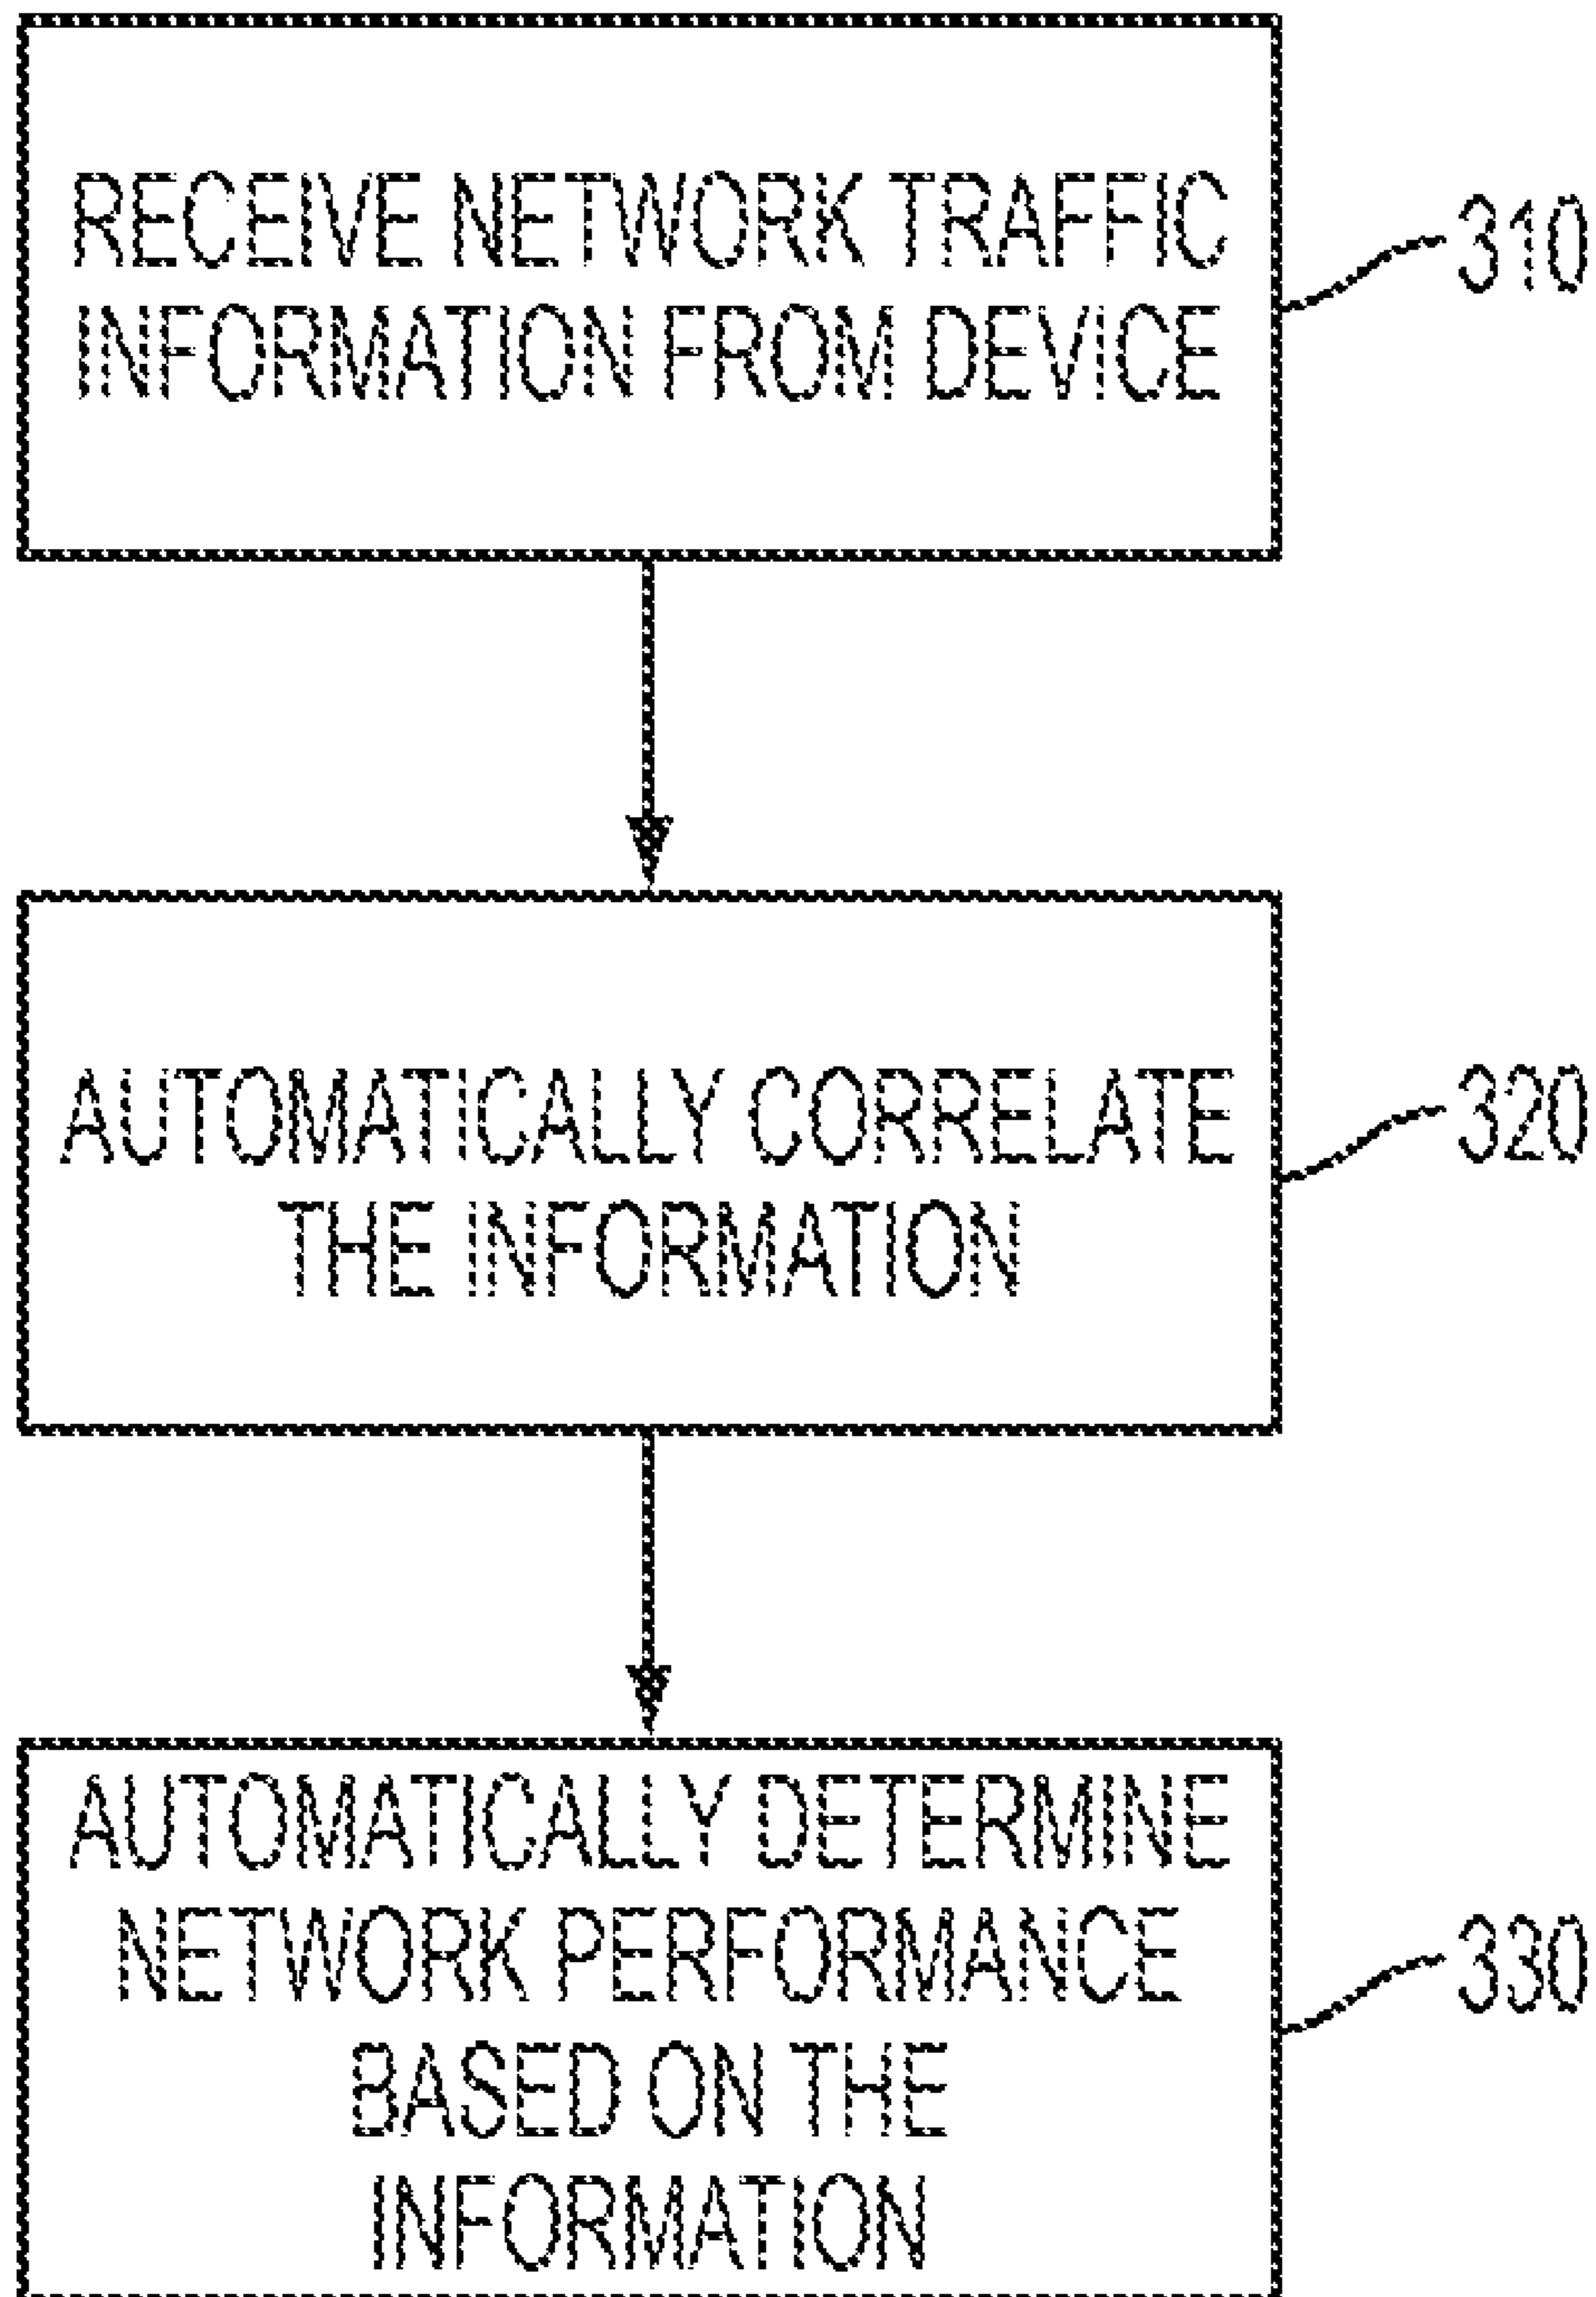 RECEIVE NETWORK TRAFFIC
INFORMATION FROM DEVICE
310
AUTOMATICALLY CORRELATE
THE INFORMATION
320
AUTOMATICALLY DETERMINE
NETWORK PERFORMANCE
BASED ON THE
INFORMATION
330